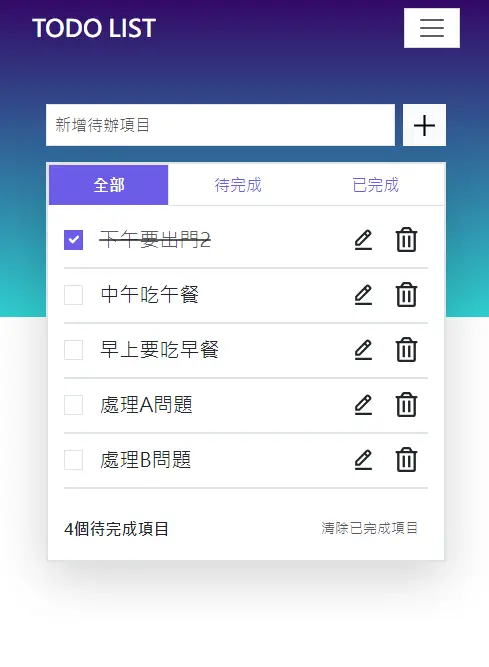 TODO LIST
新增待辦項目
全部 待完成 已完成
下午要出門2
中午吃午餐
早上要吃早餐
處理A問題
處理B問題
4個待完成項目 清除已完成項目